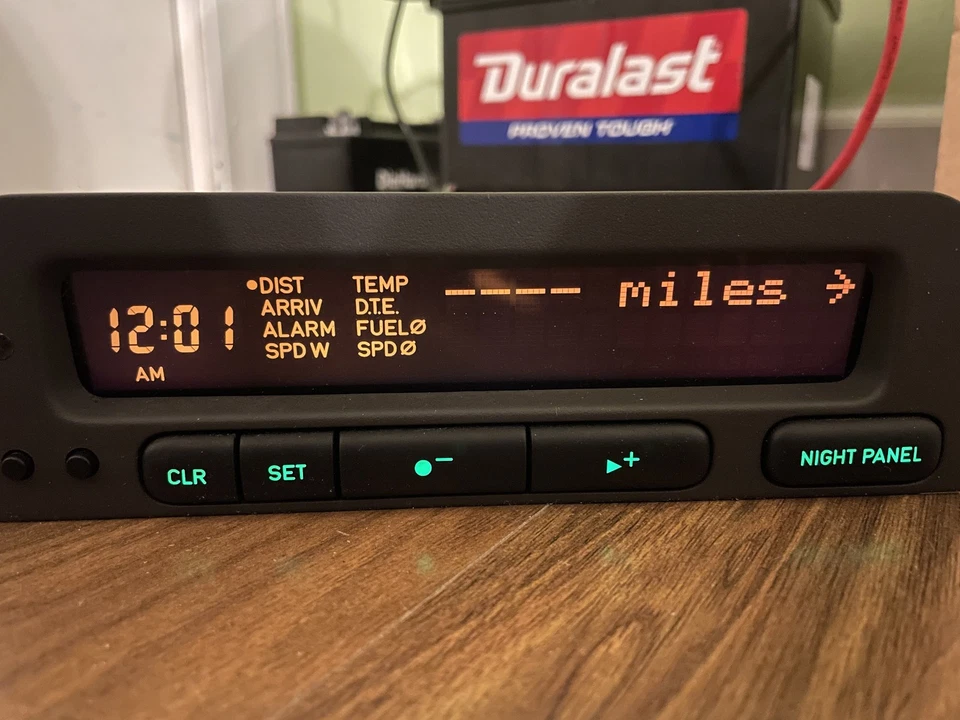 Duralast
PROVEN TOUGH
12:01
AM
DIST TEMP
ARRIV D.T.E.
ALARM FUELØ
SPD W SPDØ
---- miles →
CLR SET ●− ▶+ NIGHT PANEL